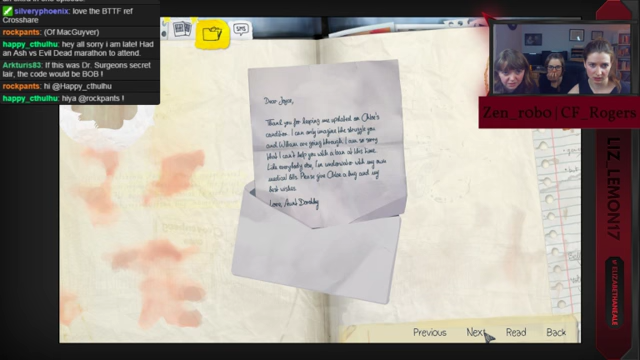 silveryphoenix: love the BTTF ref
Crosshare
rockpants: (Of MacGuyver)
happy_cthulhu: hey all sorry i am late! Had
an Ash vs Evil Dead marathon to attend.
Arkturis83: If this was Dr. Surgeons secret
lair, the code would be BOB !
rockpants: hi @Happy_cthulhu
happy_cthulhu: hiya @rockpants !
SMS
Dear Joyce,
Thank you for keeping me updated on Chloe's
condition. I can only imagine the struggle you
and William are going through. I am so sorry
that I can't help you with a loan at this time.
Like everybody else, I'm underwater with my own
medical bills. Please give Chloe a hug and my
best wishes.
Love, Aunt Dorothy
Previous Next Read Back
Zen_robo|CF_Rogers
LIZ_LEMON17
@ELIZABETHNEALE